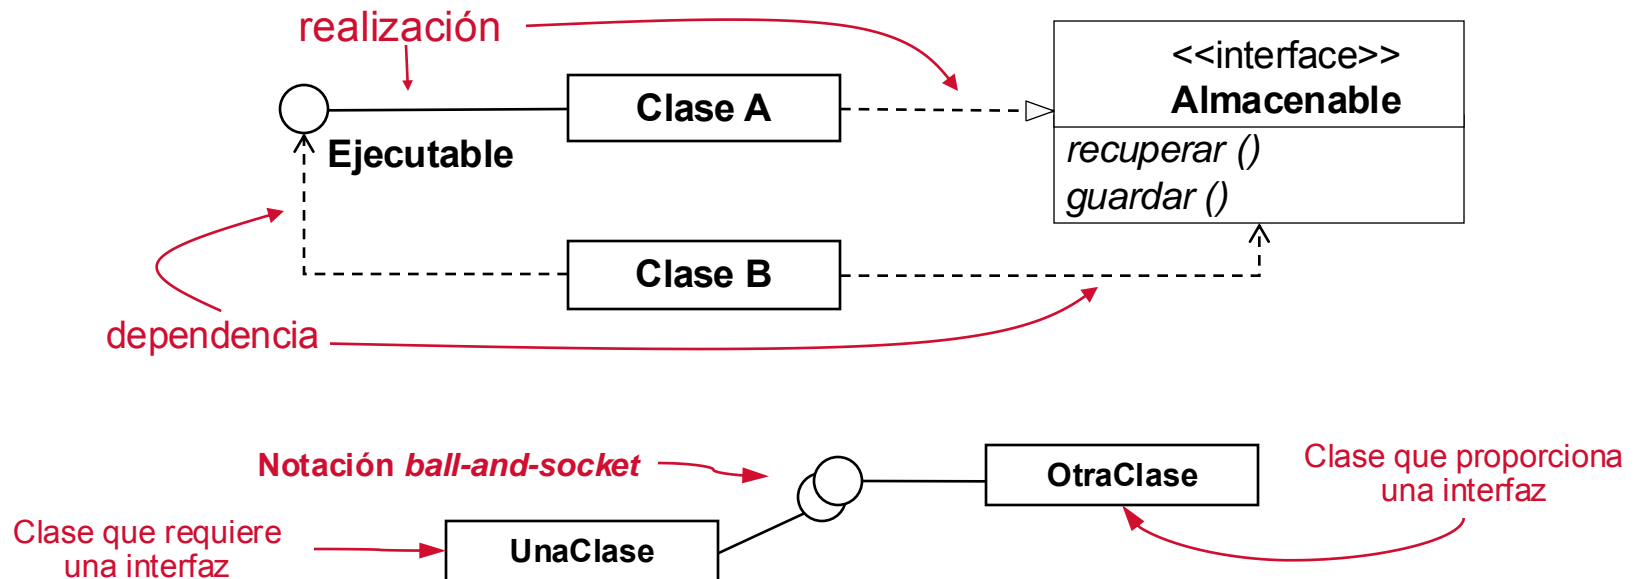 realización
<<interface>>
Almacenable
Clase A
Ejecutable
recuperar ()
guardar ()
Clase B
dependencia
Notación ball-and-socket
OtraClase
Clase que proporciona
una interfaz
Clase que requiere
una interfaz
UnaClase